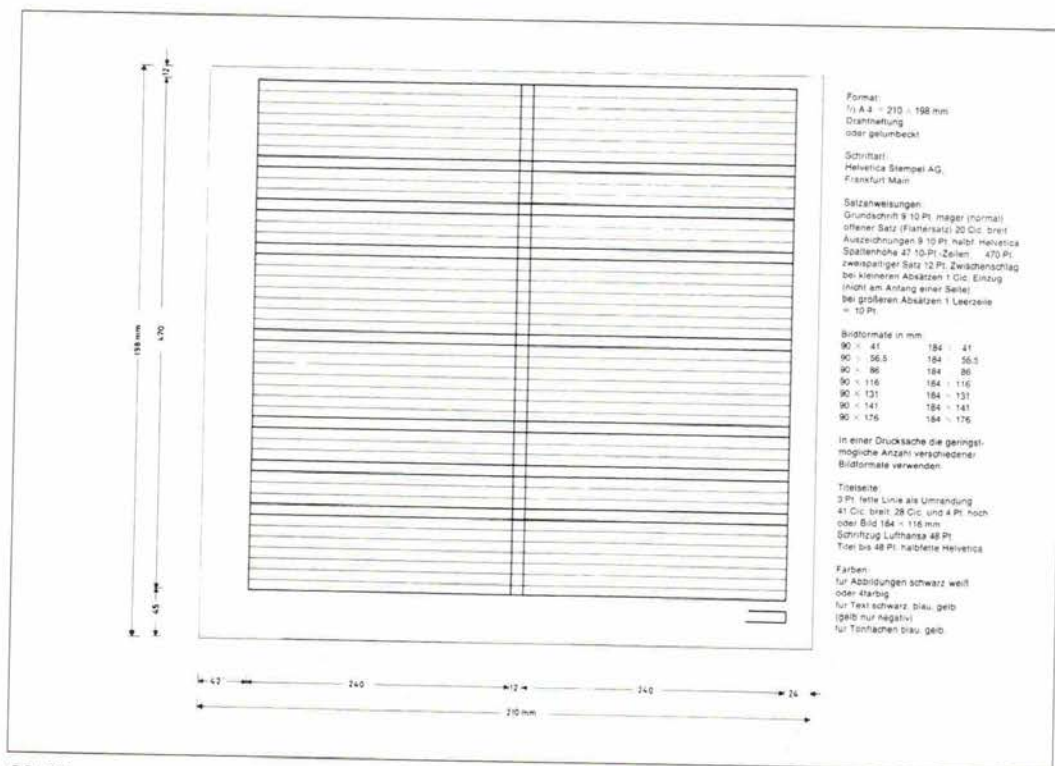 12
198 mm
470
45
42
240
12
240
24
210 mm
Format:
A 4 = 210 × 198 mm
Drahtheftung
oder gelumbeckt
Schriftart:
Helvetica Stempel AG,
Frankfurt Main
Satzanweisungen:
Grundschrift 9 10 Pt. mager (normal)
offener Satz (Flattersatz) 20 Cic. breit
Auszeichnungen 9 10 Pt. halbf. Helvetica
Spaltenhöhe 47 10-Pt.-Zeilen 470 Pt.
zweispaltiger Satz 12 Pt. Zwischenschlag
bei kleineren Absätzen 1 Cic. Einzug
(nicht am Anfang einer Seite)
bei größeren Absätzen 1 Leerzeile
= 10 Pt.
Bildformate in mm
90 × 41 184 × 41
90 × 56,5 184 × 56,5
90 × 86 184 × 86
90 × 116 184 × 116
90 × 131 184 × 131
90 × 141 184 × 141
90 × 176 184 × 176
In einer Drucksache die geringst-
mögliche Anzahl verschiedener
Bildformate verwenden
Titelseite:
3 Pt. fette Linie als Umrandung
41 Cic. breit, 28 Cic. und 4 Pt. hoch
oder Bild 184 × 116 mm
Schriftzug Lufthansa 48 Pt.
Titel bis 48 Pt. halbfette Helvetica
Farben:
für Abbildungen schwarz weiß
oder 4farbig
für Text schwarz, blau, gelb
(gelb nur negativ)
für Tonflächen blau, gelb